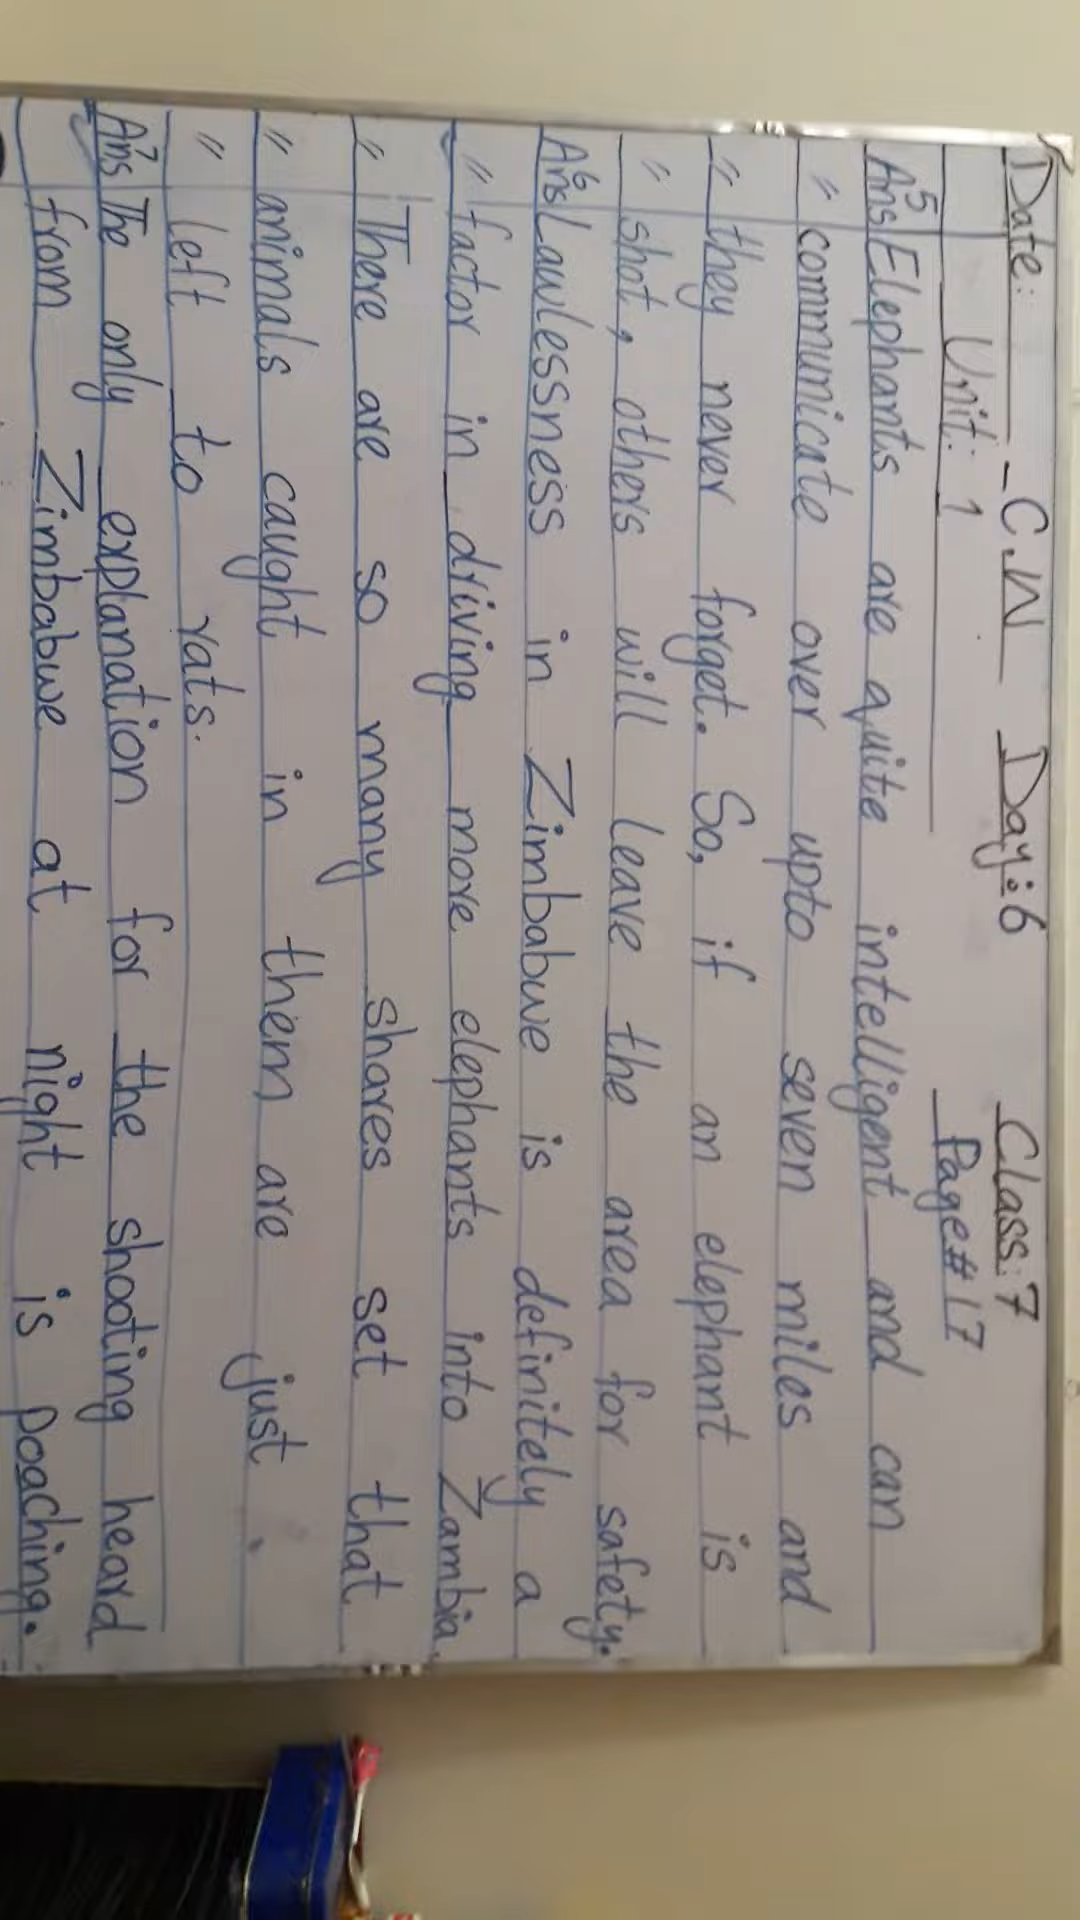 Date: C.W Day:6 Class:7
Unit: 1 Page#17
Ans5 Elephants are quite intelligent and can
" communicate over upto seven miles and
" they never forget. So, if an elephant is
" shot, others will leave the area for safety.
Ans6 Lawlessness in Zimbabwe is definitely a
" factor in driving more elephants into Zambia.
" There are so many shares set that
" animals caught in them are just
" left to rats.
Ans7 The only explanation for the shooting heard
from Zimbabwe at night is poaching.